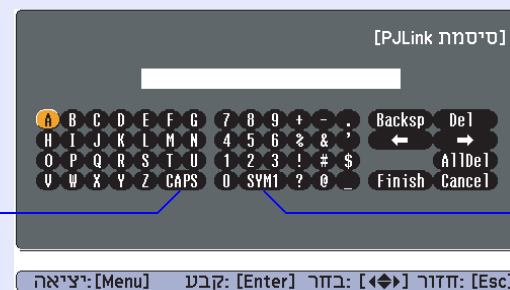 [סיסמת PJLink]
A B C D E F G 7 8 9 + - . Backsp Del
H I J K L M N 4 5 6 % & ' ← →
O P Q R S T U 1 2 3 ! # $ AllDel
V W X Y Z CAPS 0 SYM1 ? @ _ Finish Cancel
[Esc] :חזור [◂◆▸] :בחר [Enter] :קבע [Menu] :יציאה